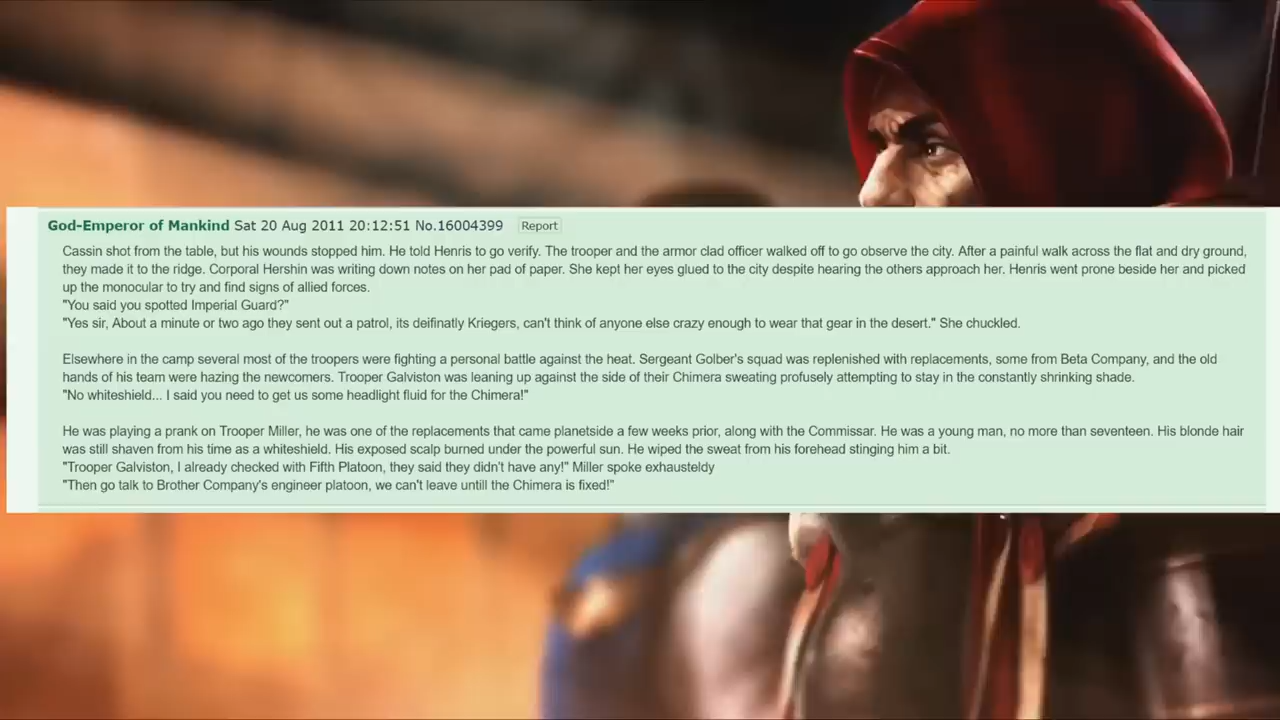 God-Emperor of Mankind Sat 20 Aug 2011 20:12:51 No.16004399 Report
Cassin shot from the table, but his wounds stopped him. He told Henris to go verify. The trooper and the armor clad officer walked off to go observe the city. After a painful walk across the flat and dry ground,
they made it to the ridge. Corporal Hershin was writing down notes on her pad of paper. She kept her eyes glued to the city despite hearing the others approach her. Henris went prone beside her and picked
up the monocular to try and find signs of allied forces.
"You said you spotted Imperial Guard?"
"Yes sir, About a minute or two ago they sent out a patrol, its deifinatly Kriegers, can't think of anyone else crazy enough to wear that gear in the desert." She chuckled.
Elsewhere in the camp several most of the troopers were fighting a personal battle against the heat. Sergeant Golber's squad was replenished with replacements, some from Beta Company, and the old
hands of his team were hazing the newcomers. Trooper Galviston was leaning up against the side of their Chimera sweating profusely attempting to stay in the constantly shrinking shade.
"No whiteshield... I said you need to get us some headlight fluid for the Chimera!"
He was playing a prank on Trooper Miller, he was one of the replacements that came planetside a few weeks prior, along with the Commissar. He was a young man, no more than seventeen. His blonde hair
was still shaven from his time as a whiteshield. His exposed scalp burned under the powerful sun. He wiped the sweat from his forehead stinging him a bit.
"Trooper Galviston, I already checked with Fifth Platoon, they said they didn't have any!" Miller spoke exhausteldy
"Then go talk to Brother Company's engineer platoon, we can't leave untill the Chimera is fixed!"